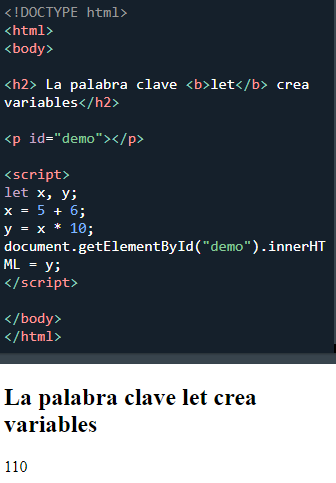 <!DOCTYPE html>
<html>
<body>
<h2> La palabra clave <b>let</b> crea
variables</h2>
<p id="demo"></p>
<script>
let x, y;
x = 5 + 6;
y = x * 10;
document.getElementById("demo").innerHT
ML = y;
</script>
</body>
</html>
La palabra clave let crea
variables
110